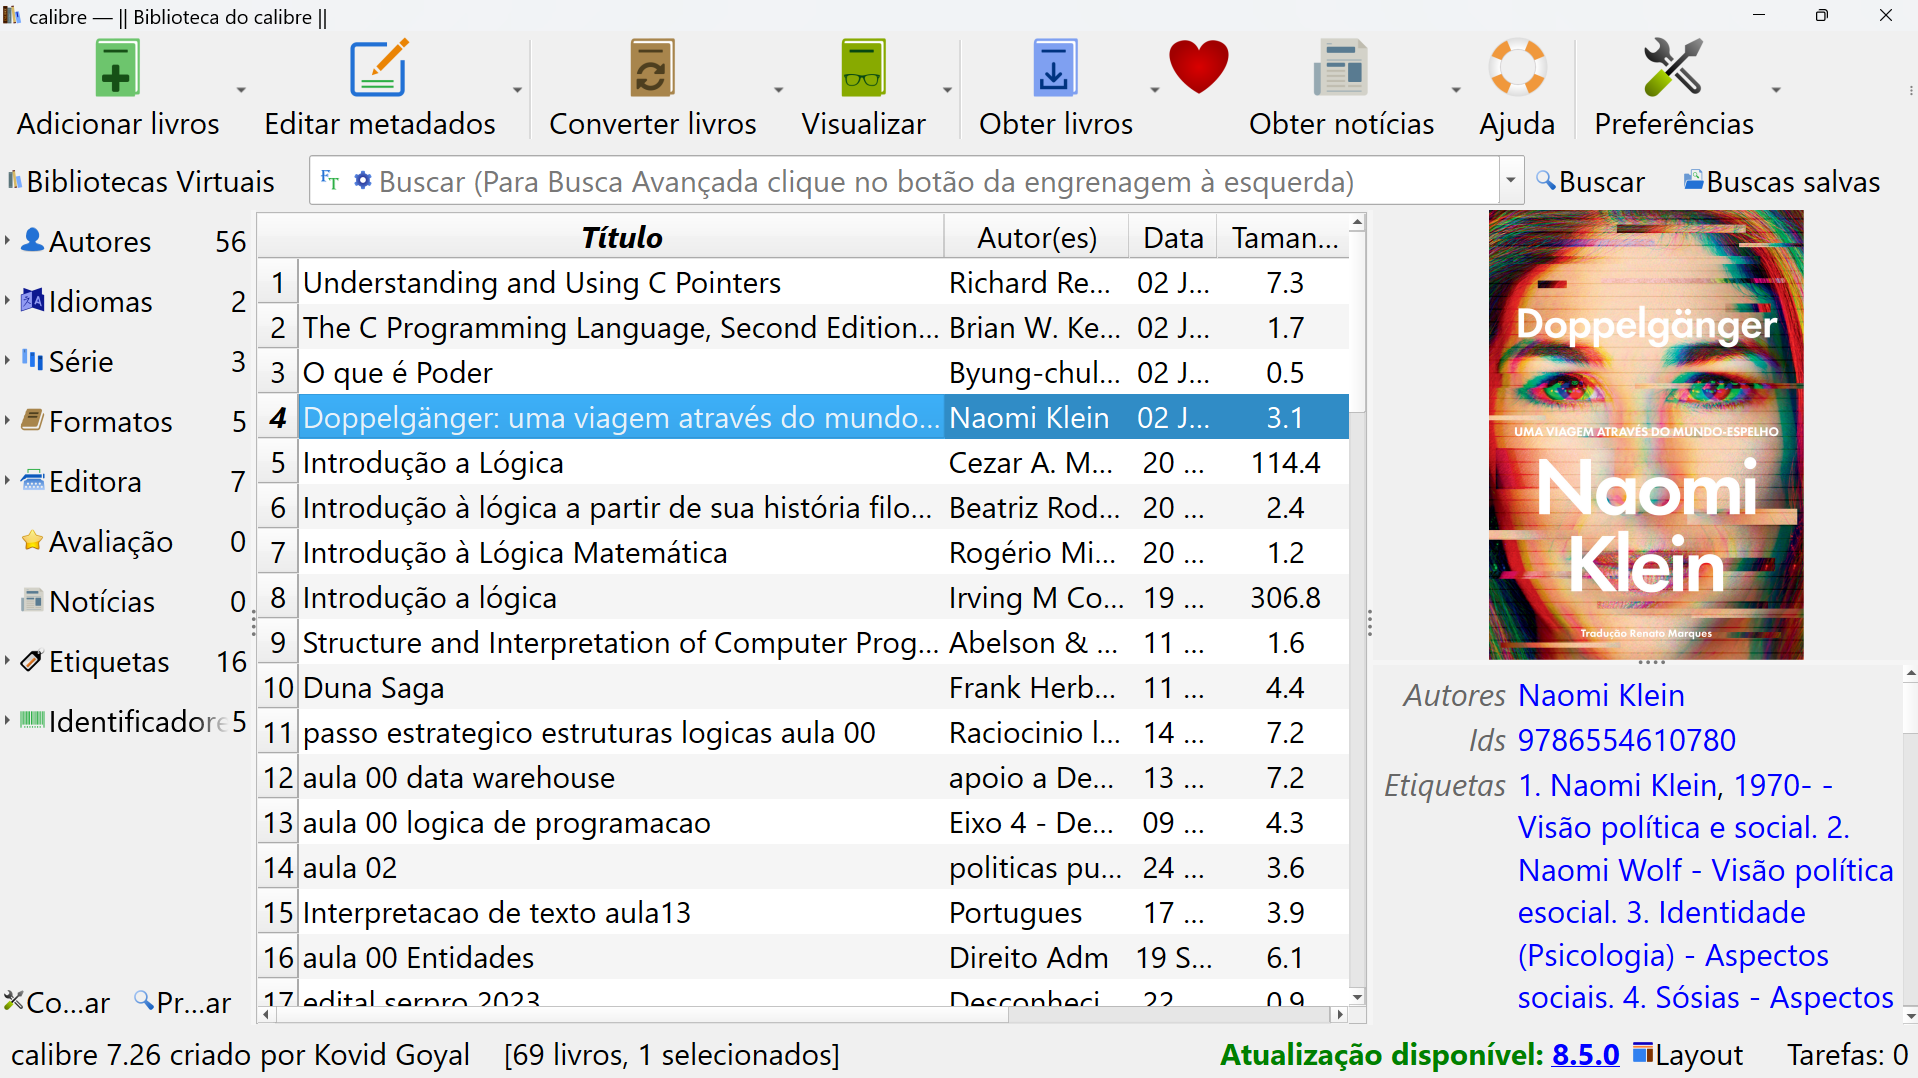 calibre — || Biblioteca do calibre ||
Adicionar livros
Editar metadados
Converter livros
Visualizar
Obter livros
Obter notícias
Ajuda
Preferências
Bibliotecas Virtuais
Buscar (Para Busca Avançada clique no botão da engrenagem à esquerda)
Buscar
Buscas salvas
Autores 56
Idiomas 2
Série 3
Formatos 5
Editora 7
Avaliação 0
Notícias 0
Etiquetas 16
Identificadore 5
Co...ar Pr...ar
Título Autor(es) Data Taman...
1 Understanding and Using C Pointers Richard Re... 02 J... 7.3
2 The C Programming Language, Second Edition... Brian W. Ke... 02 J... 1.7
3 O que é Poder Byung-chul... 02 J... 0.5
4 Doppelgänger: uma viagem através do mundo... Naomi Klein 02 J... 3.1
5 Introdução a Lógica Cezar A. M... 20 ... 114.4
6 Introdução à lógica a partir de sua história filo... Beatriz Rod... 20 ... 2.4
7 Introdução à Lógica Matemática Rogério Mi... 20 ... 1.2
8 Introdução a lógica Irving M Co... 19 ... 306.8
9 Structure and Interpretation of Computer Prog... Abelson & ... 11 ... 1.6
10 Duna Saga Frank Herb... 11 ... 4.4
11 passo estrategico estruturas logicas aula 00 Raciocinio l... 14 ... 7.2
12 aula 00 data warehouse apoio a De... 13 ... 7.2
13 aula 00 logica de programacao Eixo 4 - De... 09 ... 4.3
14 aula 02 politicas pu... 24 ... 3.6
15 Interpretacao de texto aula13 Portugues 17 ... 3.9
16 aula 00 Entidades Direito Adm 19 S... 6.1
17 edital serpro 2023 Desconheci... 22 ... 0.9
Doppelgänger
UMA VIAGEM ATRAVÉS DO MUNDO-ESPELHO
Naomi
Klein
Tradução Renato Marques
Autores Naomi Klein
Ids 9786554610780
Etiquetas 1. Naomi Klein, 1970- -
Visão política e social. 2.
Naomi Wolf - Visão política
esocial. 3. Identidade
(Psicologia) - Aspectos
sociais. 4. Sósias - Aspectos
calibre 7.26 criado por Kovid Goyal [69 livros, 1 selecionados]
Atualização disponível: 8.5.0 Layout Tarefas: 0